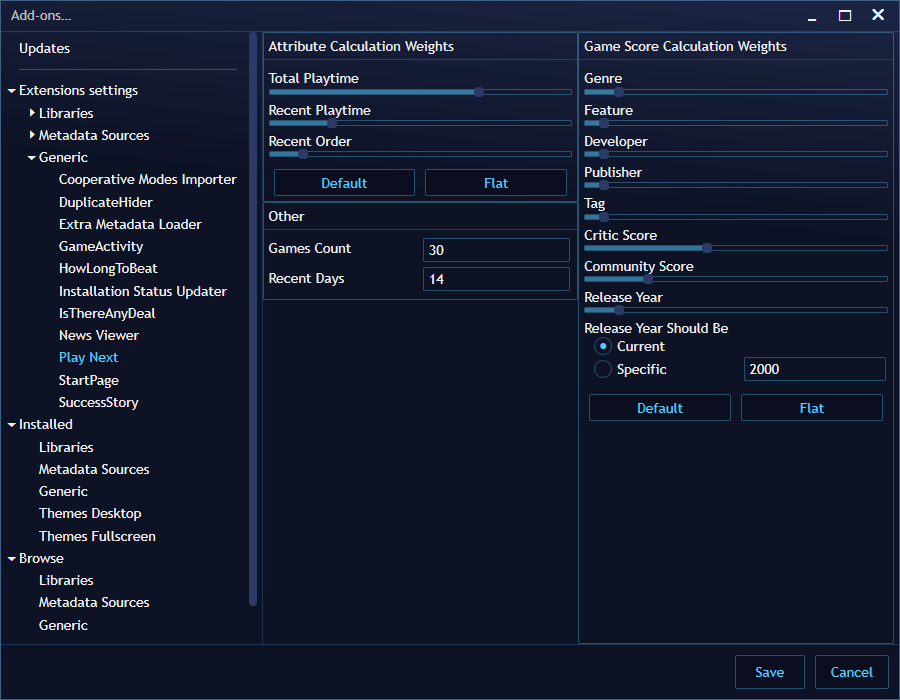 Add-ons...
Updates
Extensions settings
Libraries
Metadata Sources
Generic
Cooperative Modes Importer
DuplicateHider
Extra Metadata Loader
GameActivity
HowLongToBeat
Installation Status Updater
IsThereAnyDeal
News Viewer
Play Next
StartPage
SuccessStory
Installed
Libraries
Metadata Sources
Generic
Themes Desktop
Themes Fullscreen
Browse
Libraries
Metadata Sources
Generic
Attribute Calculation Weights
Total Playtime
Recent Playtime
Recent Order
Default Flat
Other
Games Count 30
Recent Days 14
Game Score Calculation Weights
Genre
Feature
Developer
Publisher
Tag
Critic Score
Community Score
Release Year
Release Year Should Be
Current
Specific 2000
Default Flat
Save Cancel